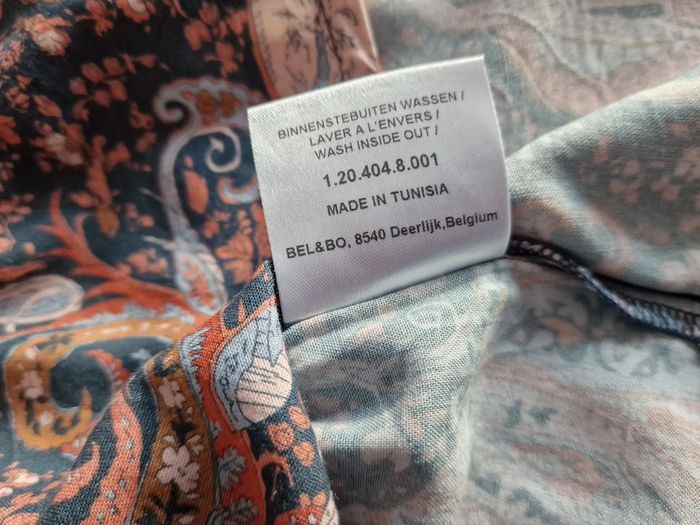 BINNENSTEBUITEN WASSEN /
LAVER A L'ENVERS /
WASH INSIDE OUT /
1.20.404.8.001
MADE IN TUNISIA
BEL&BO, 8540 Deerlijk,Belgium